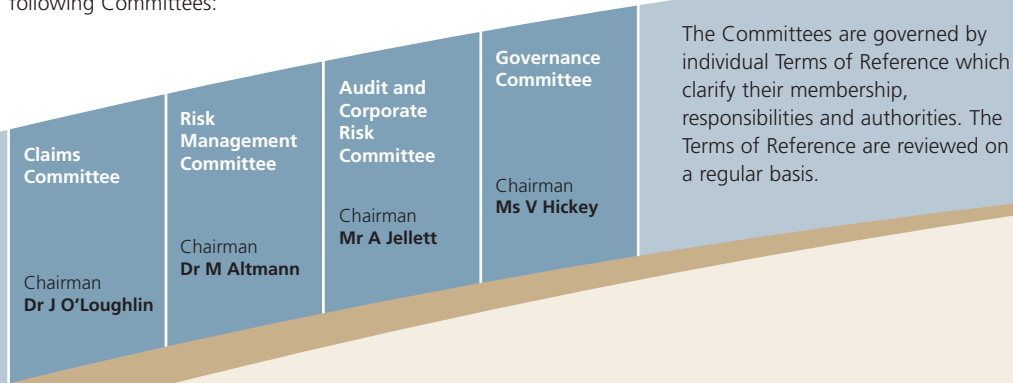 following Committees:
Claims
Committee
Chairman
Dr J O’Loughlin
Risk
Management
Committee
Chairman
Dr M Altmann
Audit and
Corporate
Risk
Committee
Chairman
Mr A Jellett
Governance
Committee
Chairman
Ms V Hickey
The Committees are governed by
individual Terms of Reference which
clarify their membership,
responsibilities and authorities. The
Terms of Reference are reviewed on
a regular basis.